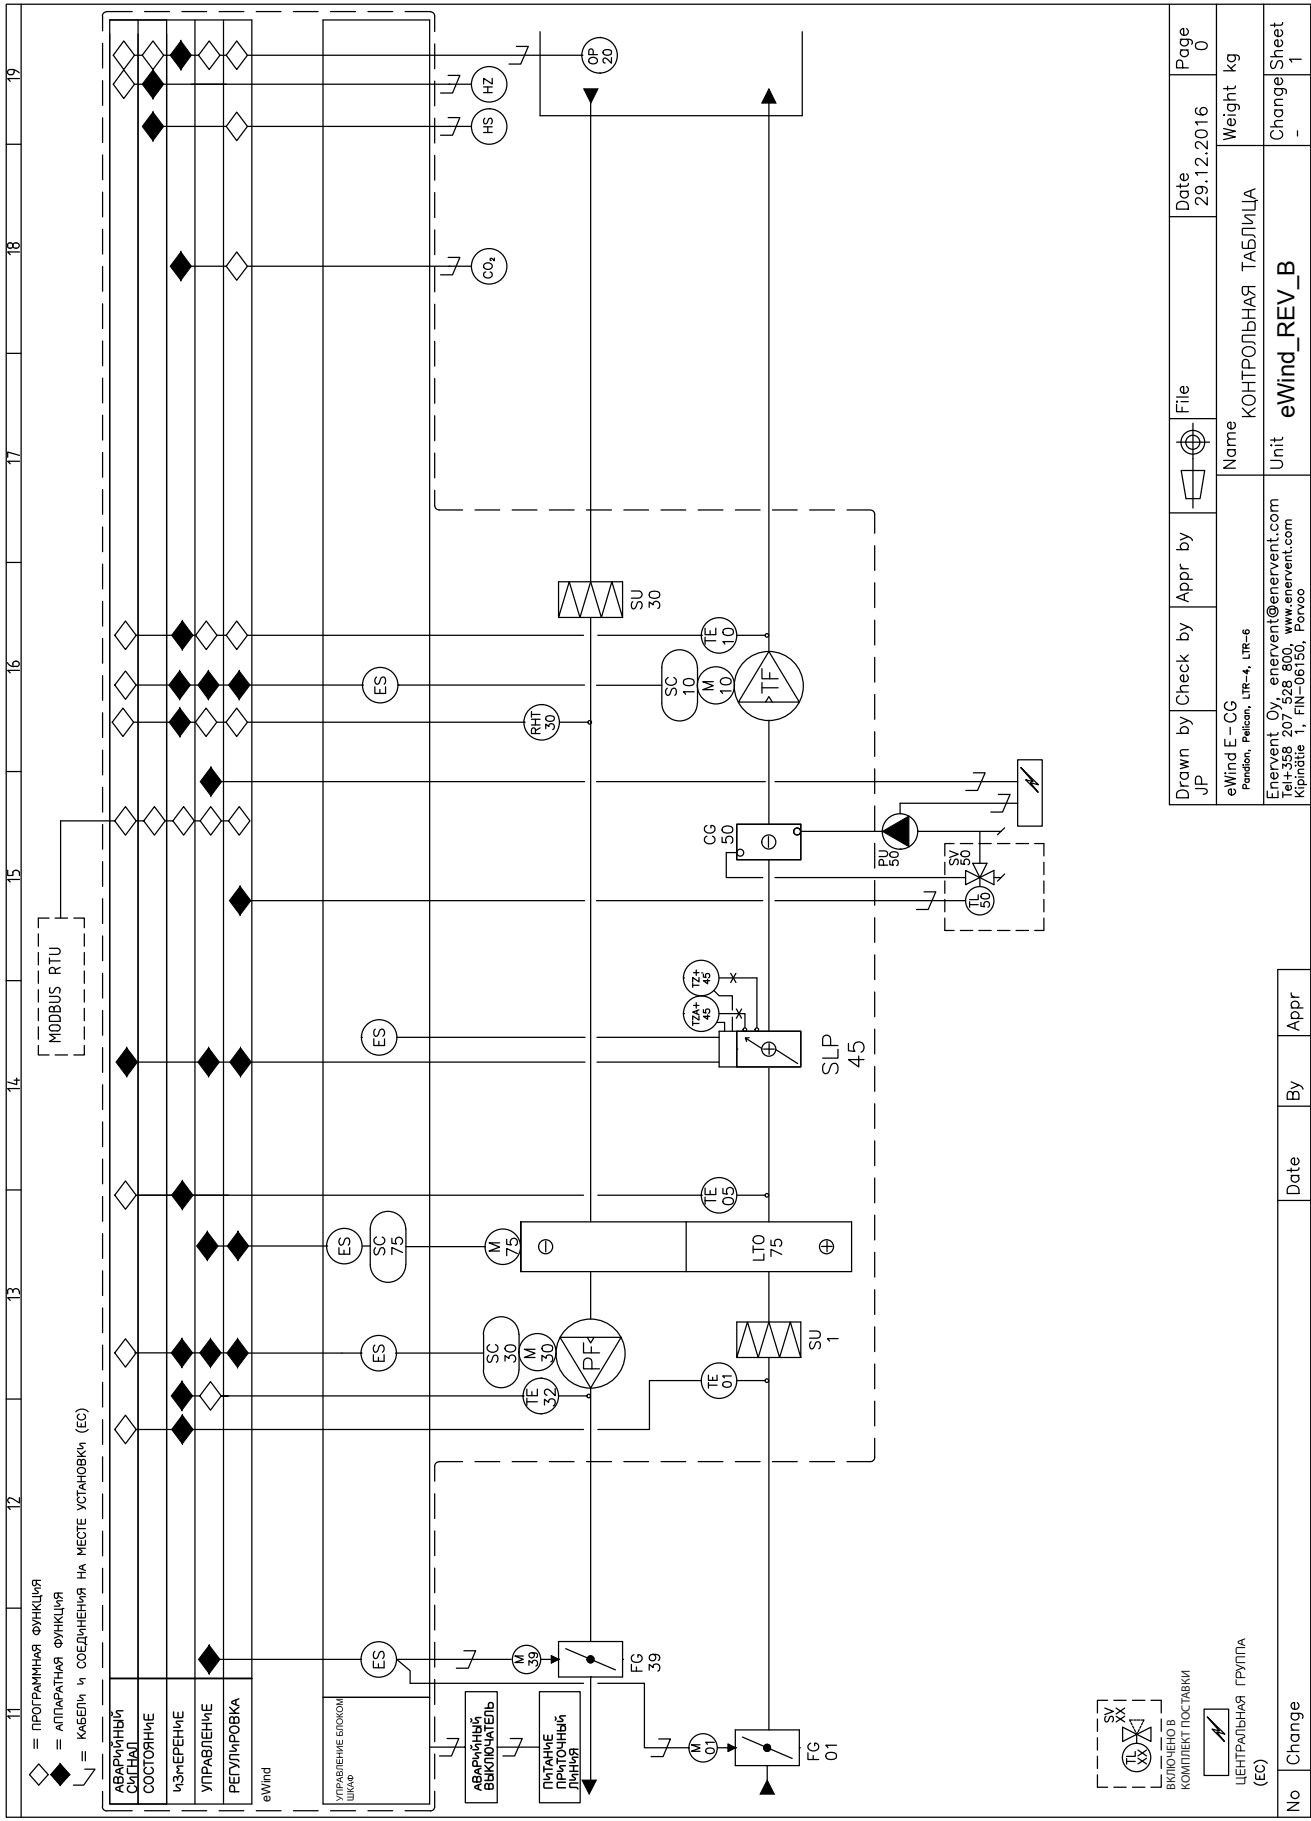 11
12
13
14
15
16
17
18
19
= ПРОГРАММНАЯ ФУНКЦИЯ
= АППАРАТНАЯ ФУНКЦИЯ
= КАБЕЛИ И СОЕДИНЕНИЯ НА МЕСТЕ УСТАНОВКИ (ЕС)
MODBUS RTU
АВАРИЙНЫЙ
СИГНАЛ
СОСТОЯНИЕ
ИЗМЕРЕНИЕ
УПРАВЛЕНИЕ
РЕГУЛИРОВКА
eWind
УПРАВЛЕНИЕ БЛОКОМ
ШКАФ
АВАРИЙНЫЙ
ВЫКЛЮЧАТЕЛЬ
ПИТАНИЕ
ПРИТОЧНЫЙ
ЛИНИЯ
ES
M
39
FG
39
M
01
FG
01
TE
32
ES
SC
30
M
30
PF
TE
01
SU
1
ES
SC
75
M
75
LTO
75
TE
05
ES
TZA+
45
TZ+
45
SLP
45
CG
50
PU
50
SV
50
TL
50
RHT
30
ES
SC
10
M
10
TF
TE
10
SU
30
CO₂
HS
HZ
OP
20
SV
XX
TL
XX
ВКЛЮЧЕНО В
КОМПЛЕКТ ПОСТАВКИ
ЦЕНТРАЛЬНАЯ ГРУППА
(ЕС)
No
Change
Date
By
Appr
Drawn by
JP
Check by
Appr by
File
Date
29.12.2016
Page
0
eWind E-CG
Pandion, Pelican, LTR-4, LTR-6
Name
КОНТРОЛЬНАЯ ТАБЛИЦА
Weight kg
Enervent Oy, enervent@enervent.com
Tel+358 207 528 800, www.enervent.com
Kipinätie 1, FIN-06150, Porvoo
Unit
eWind_REV_B
Change
-
Sheet
1